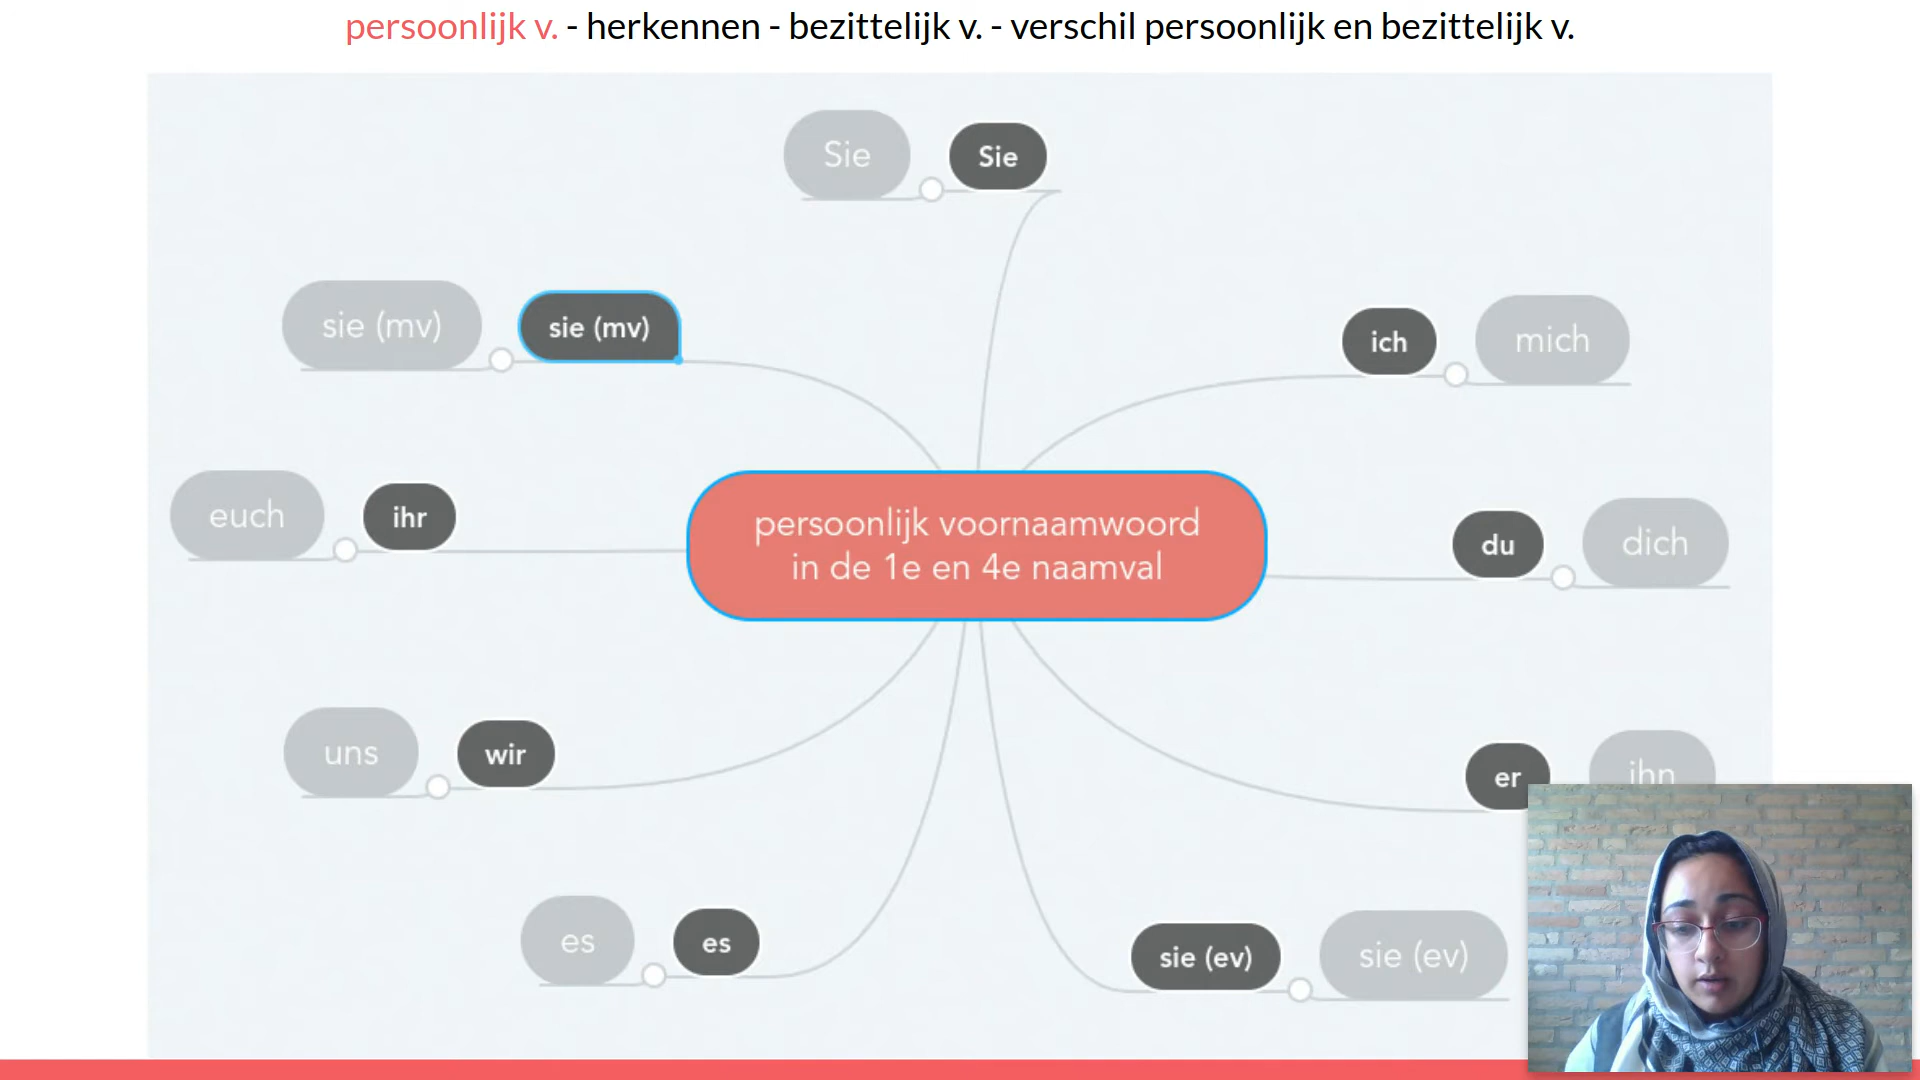 persoonlijk v. - herkennen - bezittelijk v. - verschil persoonlijk en bezittelijk v.
Sie
Sie
sie (mv)
sie (mv)
ich
mich
euch
ihr
persoonlijk voornaamwoord
in de 1e en 4e naamval
du
dich
uns
wir
er
ihn
es
es
sie (ev)
sie (ev)